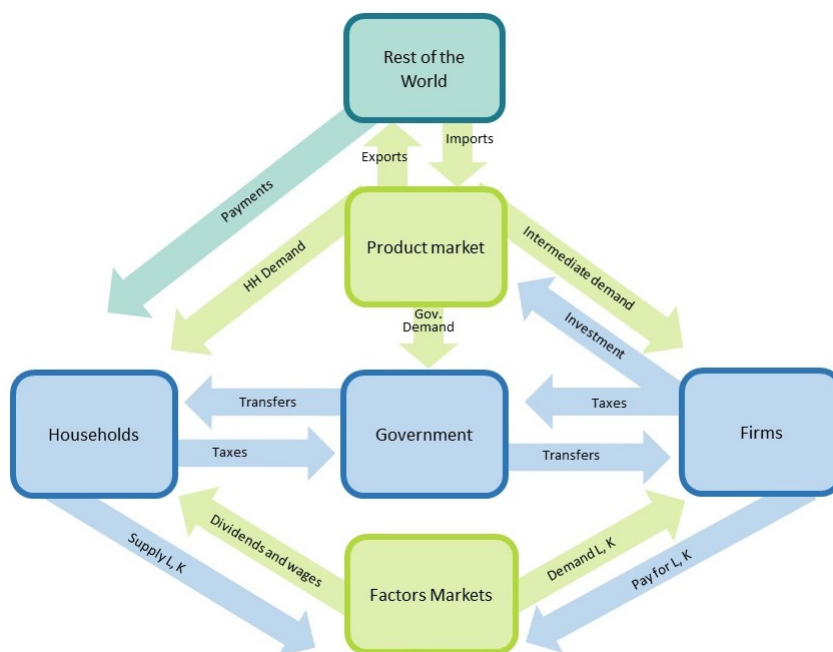 Rest of the
World
Imports
Exports
Payments
Product market
HH Demand
Intermediate demand
Gov.
Demand
Investment
Households
Transfers
Taxes
Government
Taxes
Transfers
Firms
Supply L, K
Dividends and wages
Factors Markets
Demand L, K
Pay for L, K